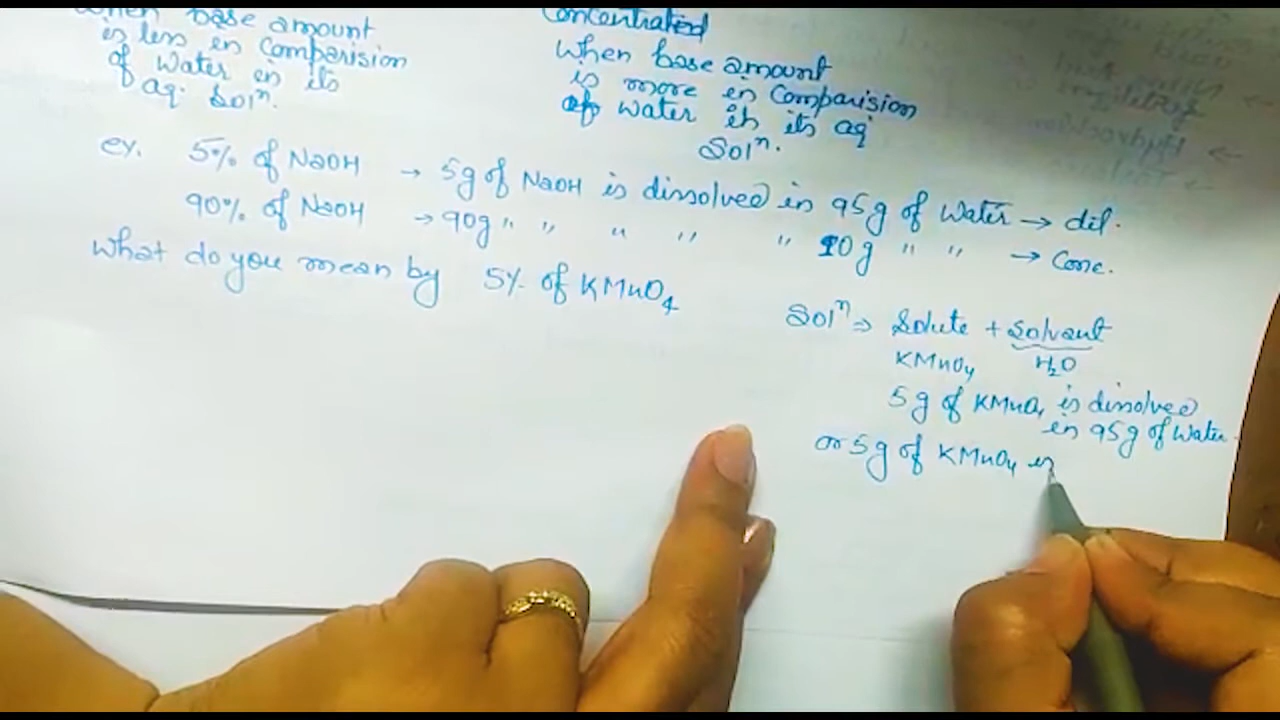 When base amount
is less in Comparision
of Water in its
aq. Solⁿ.
Concentrated
When base amount
is more in Comparision
of Water in its aq
Solⁿ.
ex. 5% of NaOH → 5g of NaOH is dissolved in 95g of Water → dil.
90% of NaOH → 90g " " " " " 10g " " → Conc.
What do you mean by 5% of KMnO₄
Solⁿ ⇒ Solute + Solvent
KMnO₄ H₂O
5g of KMnO₄ is dissolved
in 95g of Water.
or 5g of KMnO₄ in